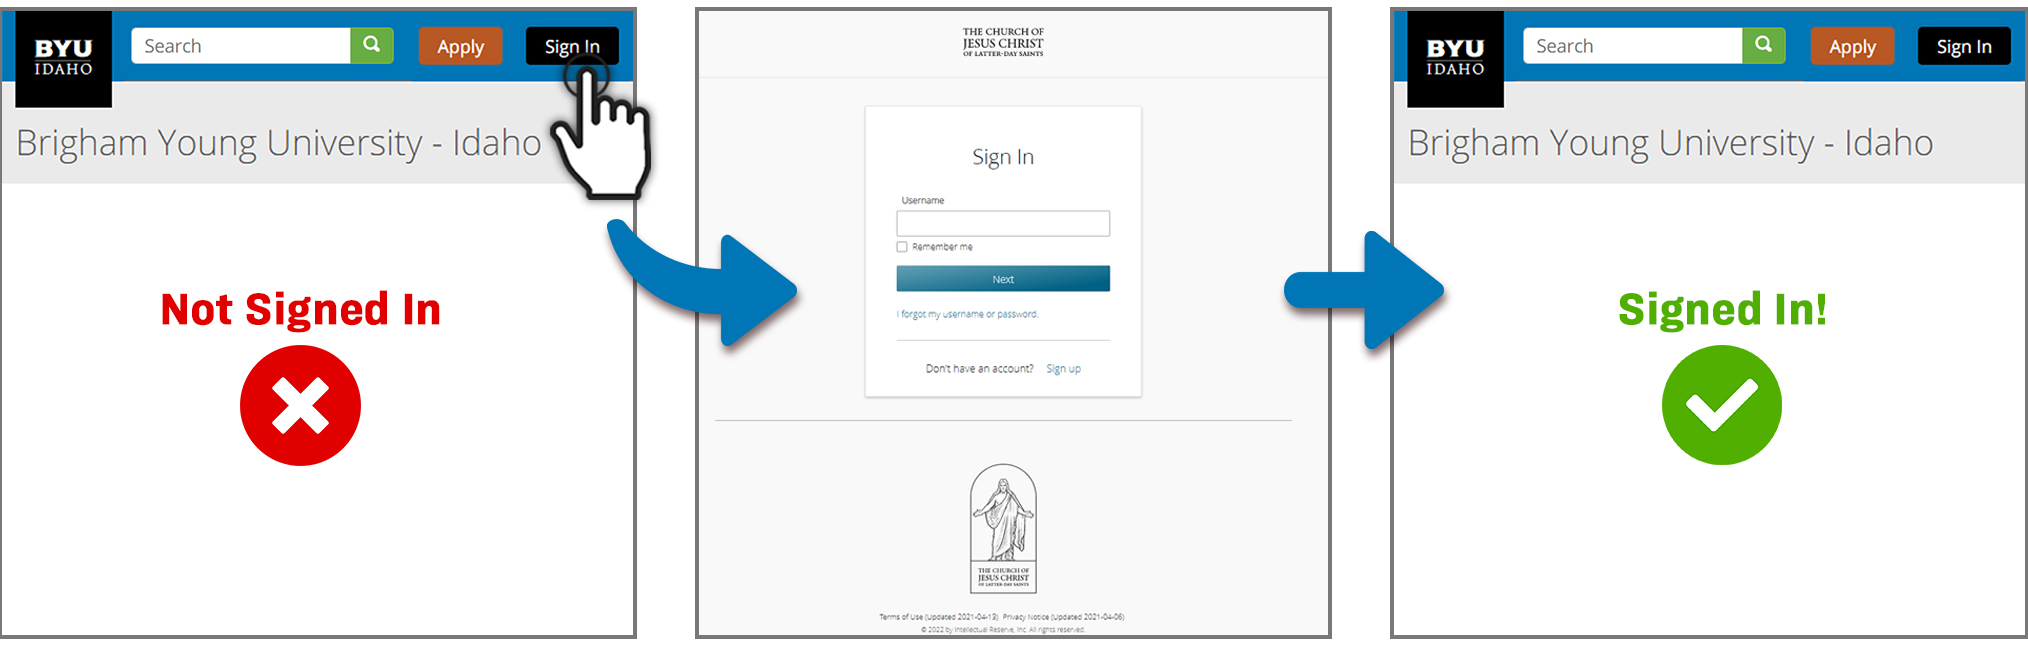 BYU
IDAHO
Search
Apply
Sign In
Brigham Young University - Idaho
Not Signed In
THE CHURCH OF
JESUS CHRIST
OF LATTER-DAY SAINTS
Sign In
Username
Remember me
Next
I forgot my username or password.
Don't have an account? Sign up
THE CHURCH OF
JESUS CHRIST
OF LATTER-DAY SAINTS
Terms of Use (Updated 2021-04-13) Privacy Notice (Updated 2021-04-06)
© 2022 by Intellectual Reserve, Inc. All rights reserved.
BYU
IDAHO
Search
Apply
Sign In
Brigham Young University - Idaho
Signed In!